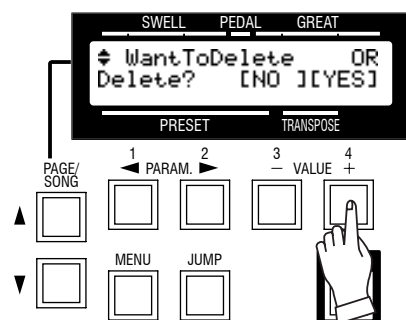 SWELL PEDAL GREAT
WantToDelete OR
Delete? [NO ][YES]
PRESET TRANSPOSE
1 2 3 4
PAGE/
SONG
◄ PARAM. ► − VALUE +
▲
MENU JUMP
▼